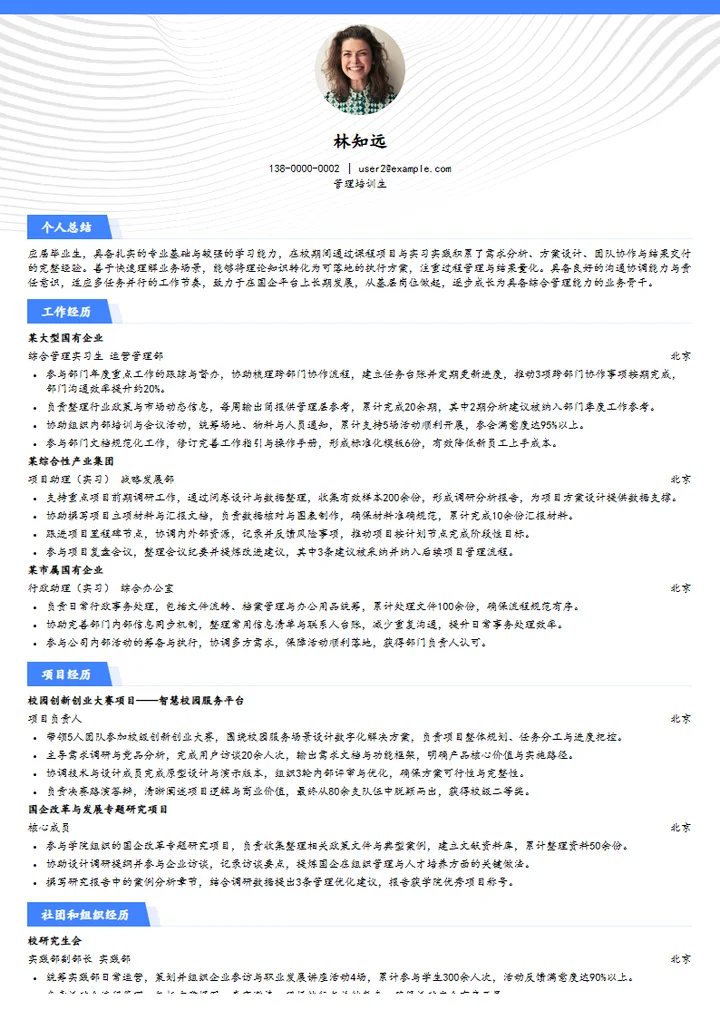 林知远
138-0000-0002 | user2@example.com
管理培训生
个人总结
应届毕业生，具备扎实的专业基础与较强的学习能力，在校期间通过课程项目与实习实践积累了需求分析、方案设计、团队协作与结果交付
的完整经验。善于快速理解业务场景，能够将理论知识转化为可落地的执行方案，注重过程管理与结果量化。具备良好的沟通协调能力与责
任意识，适应多任务并行的工作节奏，致力于在国企平台上长期发展，从基层岗位做起，逐步成长为具备综合管理能力的业务骨干。
工作经历
某大型国有企业
综合管理实习生 运营管理部 北京
• 参与部门年度重点工作的跟踪与督办，协助梳理跨部门协作流程，建立任务台账并定期更新进度，推动3项跨部门协作事项按期完成，
部门沟通效率提升约20%。
• 负责整理行业政策与市场动态信息，每周输出简报供管理层参考，累计完成20余期，其中2期分析建议被纳入部门季度工作参考。
• 协助组织内部培训与会议活动，统筹场地、物料与人员通知，累计支持5场活动顺利开展，参会满意度达95%以上。
• 参与部门文档规范化工作，修订完善工作指引与操作手册，形成标准化模板6份，有效降低新员工上手成本。
某综合性产业集团
项目助理（实习） 战略发展部 北京
• 支持重点项目前期调研工作，通过问卷设计与数据整理，收集有效样本200余份，形成调研分析报告，为项目方案设计提供数据支撑。
• 协助撰写项目立项材料与汇报文档，负责数据核对与图表制作，确保材料准确规范，累计完成10余份汇报材料。
• 跟进项目里程碑节点，协调内外部资源，记录并反馈风险事项，推动项目按计划节点完成阶段性目标。
• 参与项目复盘会议，整理会议纪要并提炼改进建议，其中3条建议被采纳并纳入后续项目管理流程。
某市属国有企业
行政助理（实习） 综合办公室 北京
• 负责日常行政事务处理，包括文件流转、档案管理与办公用品统筹，累计处理文件100余份，确保流程规范有序。
• 协助完善部门内部信息同步机制，整理常用信息清单与联系人台账，减少重复沟通，提升日常事务处理效率。
• 参与公司内部活动的筹备与执行，协调多方需求，保障活动顺利落地，获得部门负责人认可。
项目经历
校园创新创业大赛项目——智慧校园服务平台
项目负责人 北京
• 带领5人团队参加校级创新创业大赛，围绕校园服务场景设计数字化解决方案，负责项目整体规划、任务分工与进度把控。
• 主导需求调研与竞品分析，完成用户访谈20余人次，输出需求文档与功能框架，明确产品核心价值与实施路径。
• 协调技术与设计成员完成原型设计与演示版本，组织3轮内部评审与优化，确保方案可行性与完整性。
• 负责决赛路演答辩，清晰阐述项目逻辑与商业价值，最终从80余支队伍中脱颖而出，获得校级二等奖。
国企改革与发展专题研究项目
核心成员 北京
• 参与学院组织的国企改革专题研究项目，负责收集整理相关政策文件与典型案例，建立文献资料库，累计整理资料50余份。
• 协助设计调研提纲并参与企业访谈，记录访谈要点，提炼国企在组织管理与人才培养方面的关键做法。
• 撰写研究报告中的案例分析章节，结合调研数据提出3条管理优化建议，报告获学院优秀项目称号。
社团和组织经历
校研究生会
实践部副部长 实践部 北京
• 统筹实践部日常运营，策划并组织企业参访与职业发展讲座活动4场，累计参与学生300余人次，活动反馈满意度达90%以上。